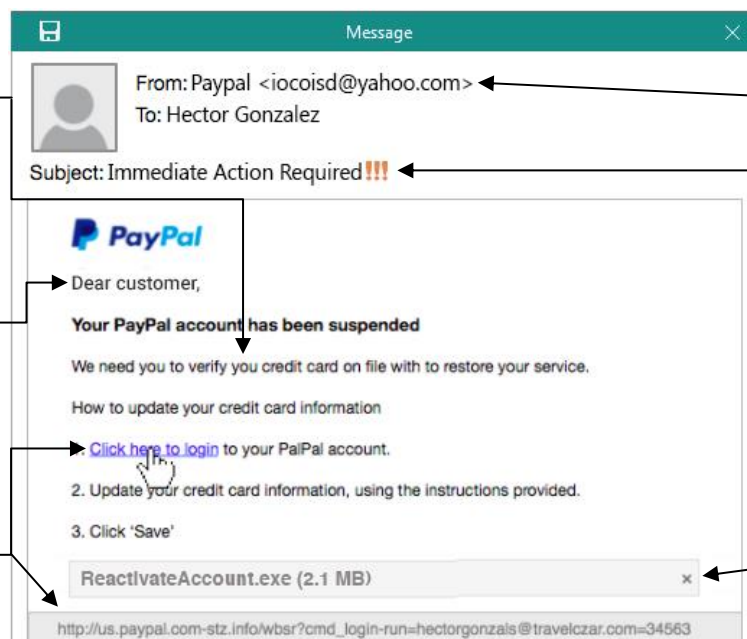 Message
From: Paypal <iocoisd@yahoo.com>
To: Hector Gonzalez
Subject: Immediate Action Required!!!
PayPal
Dear customer,
Your PayPal account has been suspended
We need you to verify you credit card on file with to restore your service.
How to update your credit card information
1. Click here to login to your PalPal account.
2. Update your credit card information, using the instructions provided.
3. Click ‘Save’
ReactivateAccount.exe (2.1 MB)
http://us.paypal.com-stz.info/wbsr?cmd_login-run=hectorgonzals@travelczar.com=34563